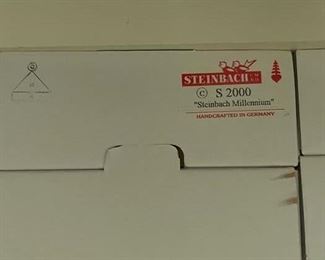 STEINBACH
© S 2000
"Steinbach Millennium"
HANDCRAFTED IN GERMANY